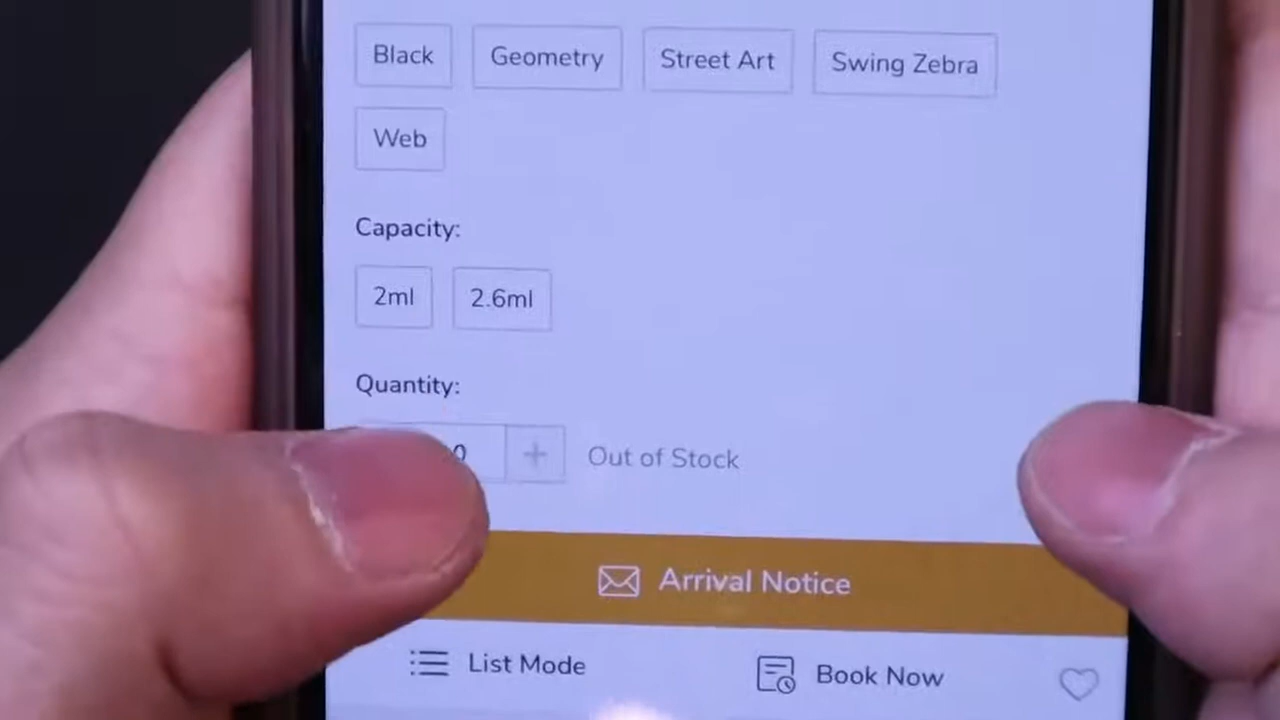 Black Geometry Street Art Swing Zebra
Web
Capacity:
2ml 2.6ml
Quantity:
0 + Out of Stock
Arrival Notice
List Mode Book Now